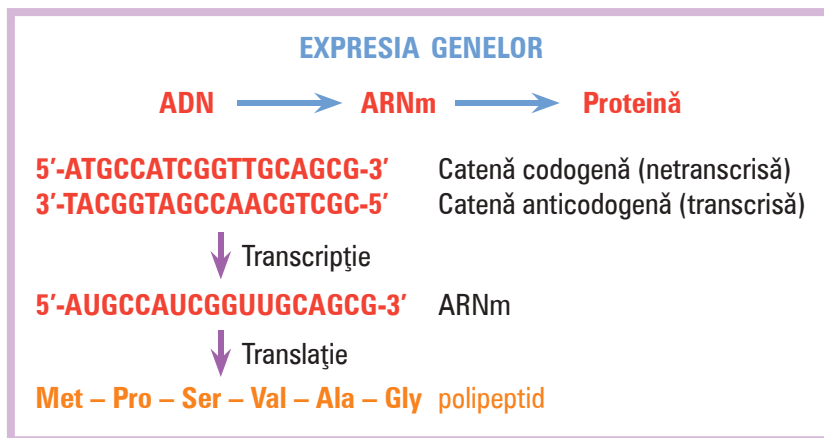 EXPRESIA GENELOR
ADN ARNm Proteină
5’-ATGCCATCGGTTGCAGCG-3’ Catenă codogenă (netranscrisă)
3’-TACGGTAGCCAACGTCGC-5’ Catenă anticodogenă (transcrisă)
Transcripţie
5’-AUGCCAUCGGUUGCAGCG-3’ ARNm
Translaţie
Met – Pro – Ser – Val – Ala – Gly polipeptid